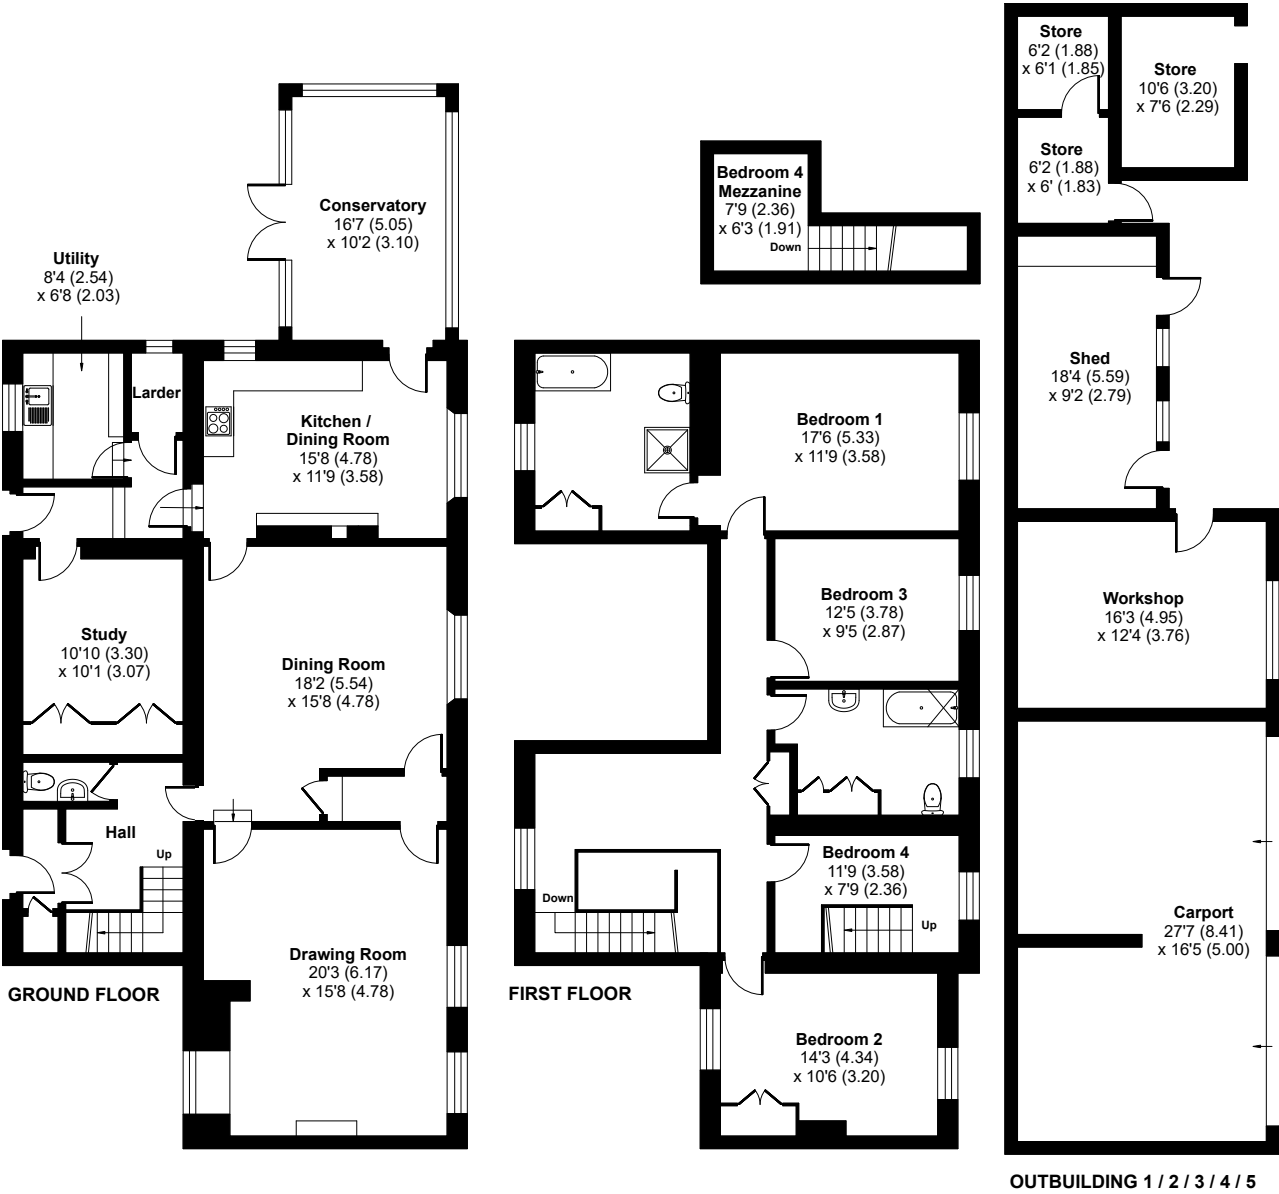 Utility
8'4 (2.54)
x 6'8 (2.03)
Conservatory
16'7 (5.05)
x 10'2 (3.10)
Larder
Kitchen /
Dining Room
15'8 (4.78)
x 11'9 (3.58)
Study
10'10 (3.30)
x 10'1 (3.07)
Dining Room
18'2 (5.54)
x 15'8 (4.78)
Hall
Up
Drawing Room
20'3 (6.17)
x 15'8 (4.78)
GROUND FLOOR
Bedroom 4
Mezzanine
7'9 (2.36)
x 6'3 (1.91)
Down
Bedroom 1
17'6 (5.33)
x 11'9 (3.58)
Bedroom 3
12'5 (3.78)
x 9'5 (2.87)
Bedroom 4
11'9 (3.58)
x 7'9 (2.36)
Up
Down
Bedroom 2
14'3 (4.34)
x 10'6 (3.20)
FIRST FLOOR
Store
6'2 (1.88)
x 6'1 (1.85)
Store
10'6 (3.20)
x 7'6 (2.29)
Store
6'2 (1.88)
x 6' (1.83)
Shed
18'4 (5.59)
x 9'2 (2.79)
Workshop
16'3 (4.95)
x 12'4 (3.76)
Carport
27'7 (8.41)
x 16'5 (5.00)
OUTBUILDING 1 / 2 / 3 / 4 / 5